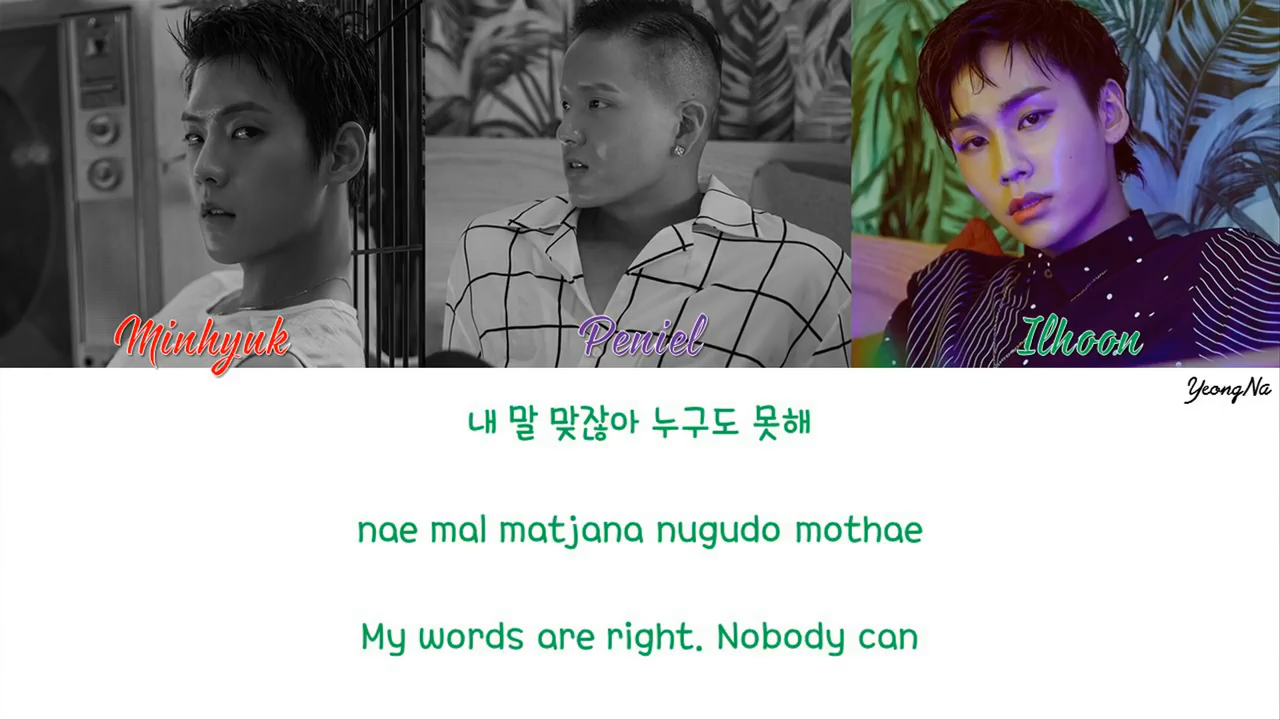 Minhyuk
Peniel
Ilhoon
YeongNa
내 말 맞잖아 누구도 못해
nae mal matjana nugudo mothae
My words are right. Nobody can